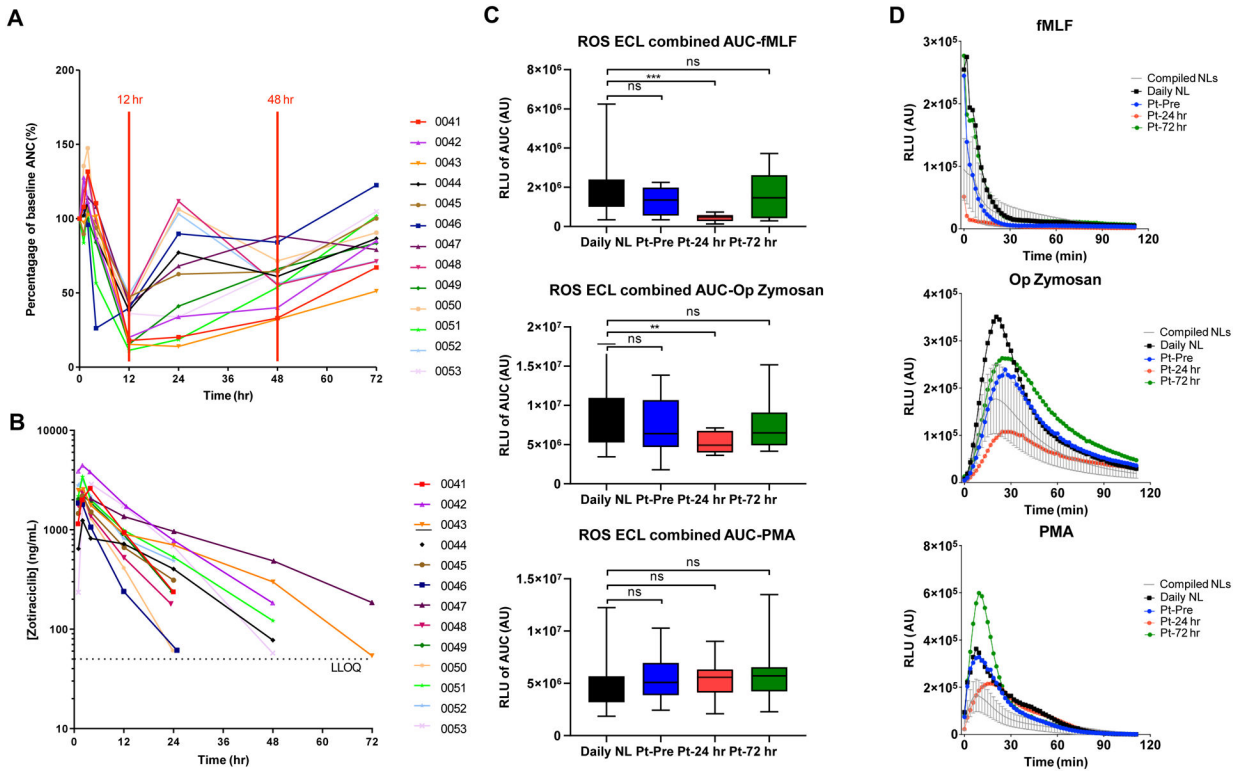 A
Percentagage of baseline ANC (%)
200
150
100
50
0
12 hr
48 hr
0 4 12 24 36 48 60 72
Time (hr)
0041
0042
0043
0044
0045
0046
0047
0048
0049
0050
0051
0052
0053
B
[Zotiraciclib] (ng/mL)
10000
1000
100
10
LLOQ
0 12 24 36 48 60 72
Time (hr)
0041
0042
0043
0044
0045
0046
0047
0048
0049
0050
0051
0052
0053
C
ROS ECL combined AUC-fMLF
RLU of AUC (AU)
8×10⁶
6×10⁶
4×10⁶
2×10⁶
0
ns
***
ns
Daily NL Pt-Pre Pt-24 hr Pt-72 hr
ROS ECL combined AUC-Op Zymosan
RLU of AUC (AU)
2×10⁷
1×10⁷
1×10⁷
5×10⁶
0
ns
**
ns
Daily NL Pt-Pre Pt-24 hr Pt-72 hr
ROS ECL combined AUC-PMA
RLU of AUC (AU)
2×10⁷
1×10⁷
5×10⁶
0
ns
ns
ns
Daily NL Pt-Pre Pt-24 hr Pt-72 hr
D
fMLF
RLU (AU)
3×10⁵
2×10⁵
1×10⁵
0
0 30 60 90 120
Time (min)
Compiled NLs
Daily NL
Pt-Pre
Pt-24 hr
Pt-72 hr
Op Zymosan
RLU (AU)
4×10⁵
3×10⁵
2×10⁵
1×10⁵
0
0 30 60 90 120
Time (min)
Compiled NLs
Daily NL
Pt-Pre
Pt-24 hr
Pt-72 hr
PMA
RLU (AU)
8×10⁵
6×10⁵
4×10⁵
2×10⁵
0
0 30 60 90 120
Time (min)
Compiled NLs
Daily NL
Pt-Pre
Pt-24 hr
Pt-72 hr